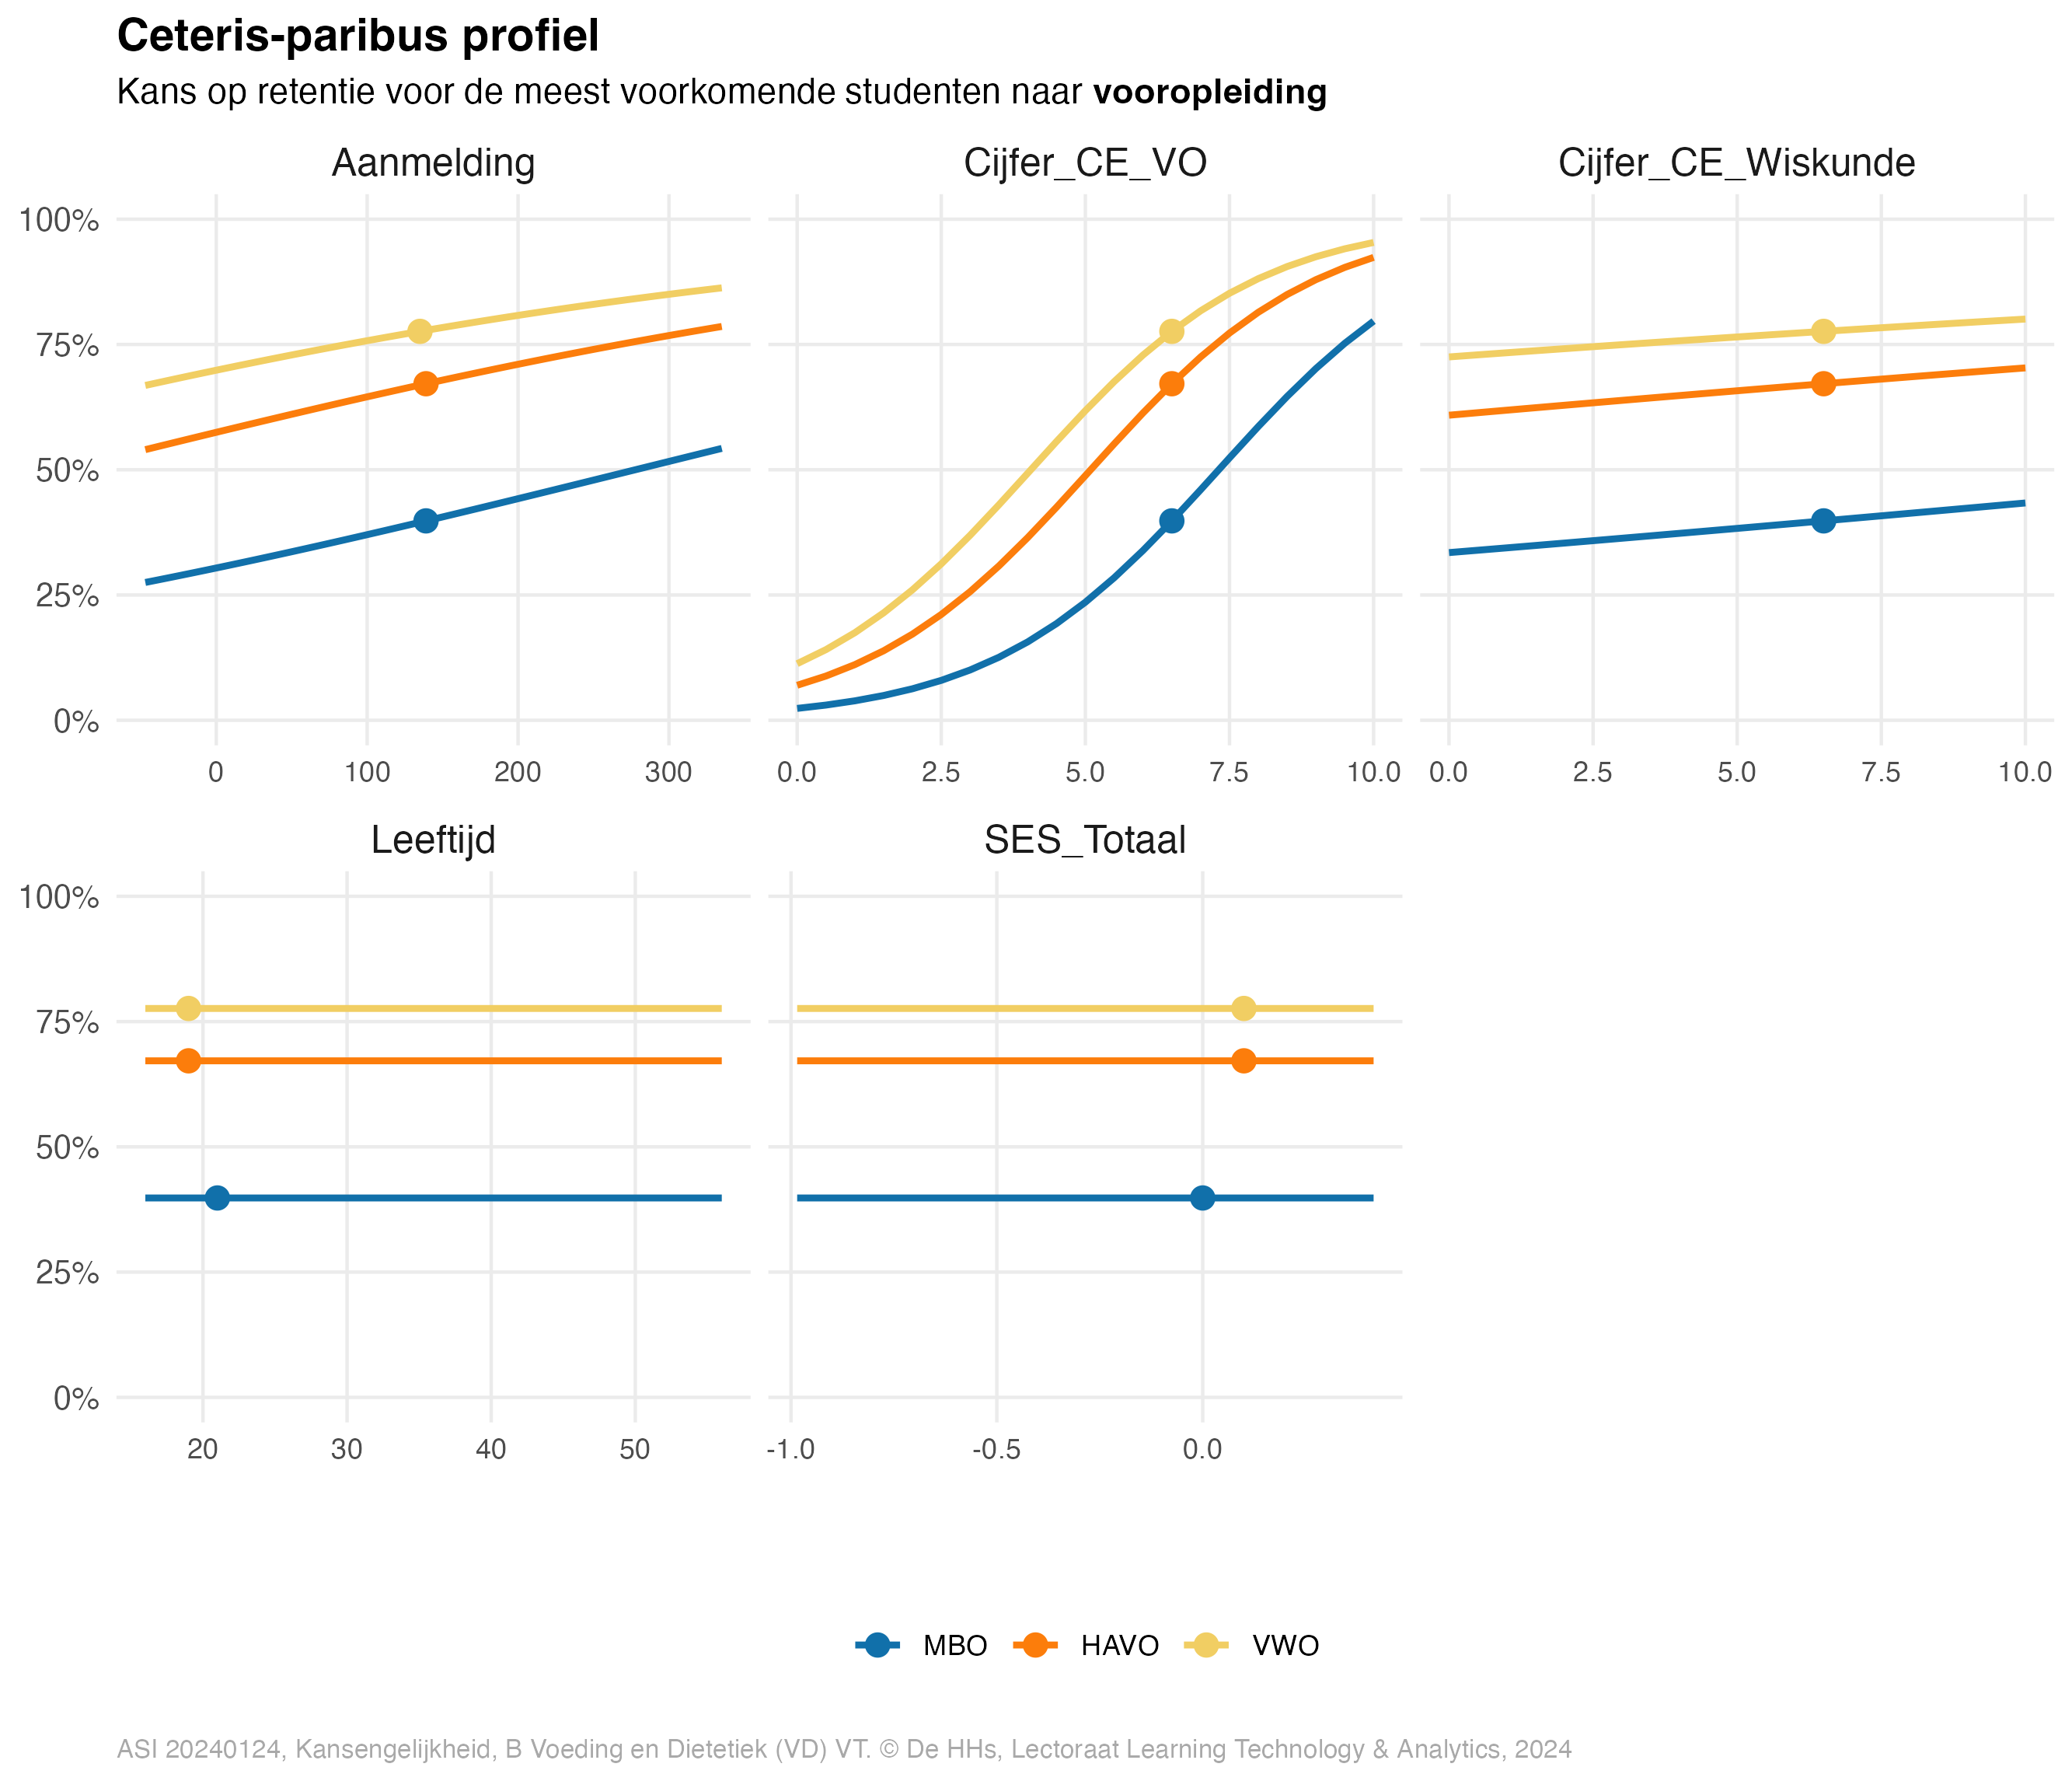 Ceteris-paribus profiel
Kans op retentie voor de meest voorkomende studenten naar vooropleiding
Aanmelding
Cijfer_CE_VO
Cijfer_CE_Wiskunde
100%
75%
50%
25%
0%
0 100 200 300
0.0 2.5 5.0 7.5 10.0
0.0 2.5 5.0 7.5 10.0
Leeftijd
SES_Totaal
100%
75%
50%
25%
0%
20 30 40 50
-1.0 -0.5 0.0
MBO HAVO VWO
ASI 20240124, Kansengelijkheid, B Voeding en Dietetiek (VD) VT. © De HHs, Lectoraat Learning Technology & Analytics, 2024